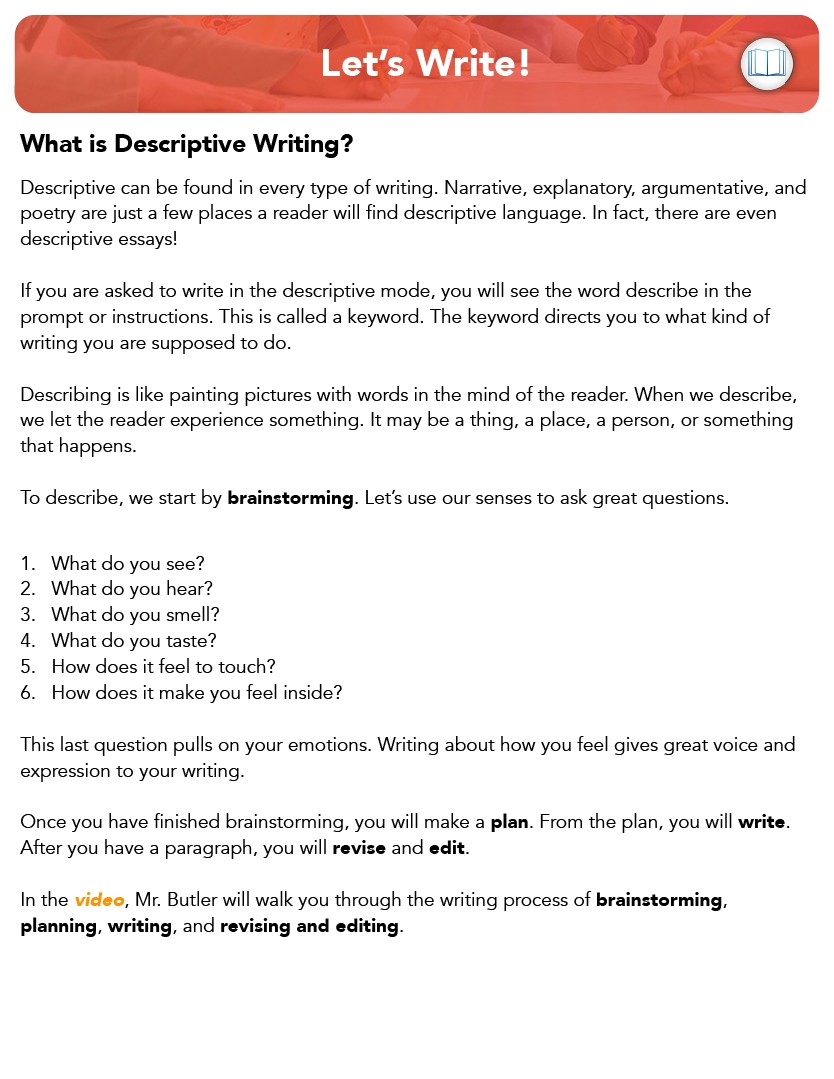 Let’s Write!
What is Descriptive Writing?
Descriptive can be found in every type of writing. Narrative, explanatory, argumentative, and
poetry are just a few places a reader will find descriptive language. In fact, there are even
descriptive essays!
If you are asked to write in the descriptive mode, you will see the word describe in the
prompt or instructions. This is called a keyword. The keyword directs you to what kind of
writing you are supposed to do.
Describing is like painting pictures with words in the mind of the reader. When we describe,
we let the reader experience something. It may be a thing, a place, a person, or something
that happens.
To describe, we start by brainstorming. Let’s use our senses to ask great questions.
1. What do you see?
2. What do you hear?
3. What do you smell?
4. What do you taste?
5. How does it feel to touch?
6. How does it make you feel inside?
This last question pulls on your emotions. Writing about how you feel gives great voice and
expression to your writing.
Once you have finished brainstorming, you will make a plan. From the plan, you will write.
After you have a paragraph, you will revise and edit.
In the video, Mr. Butler will walk you through the writing process of brainstorming,
planning, writing, and revising and editing.